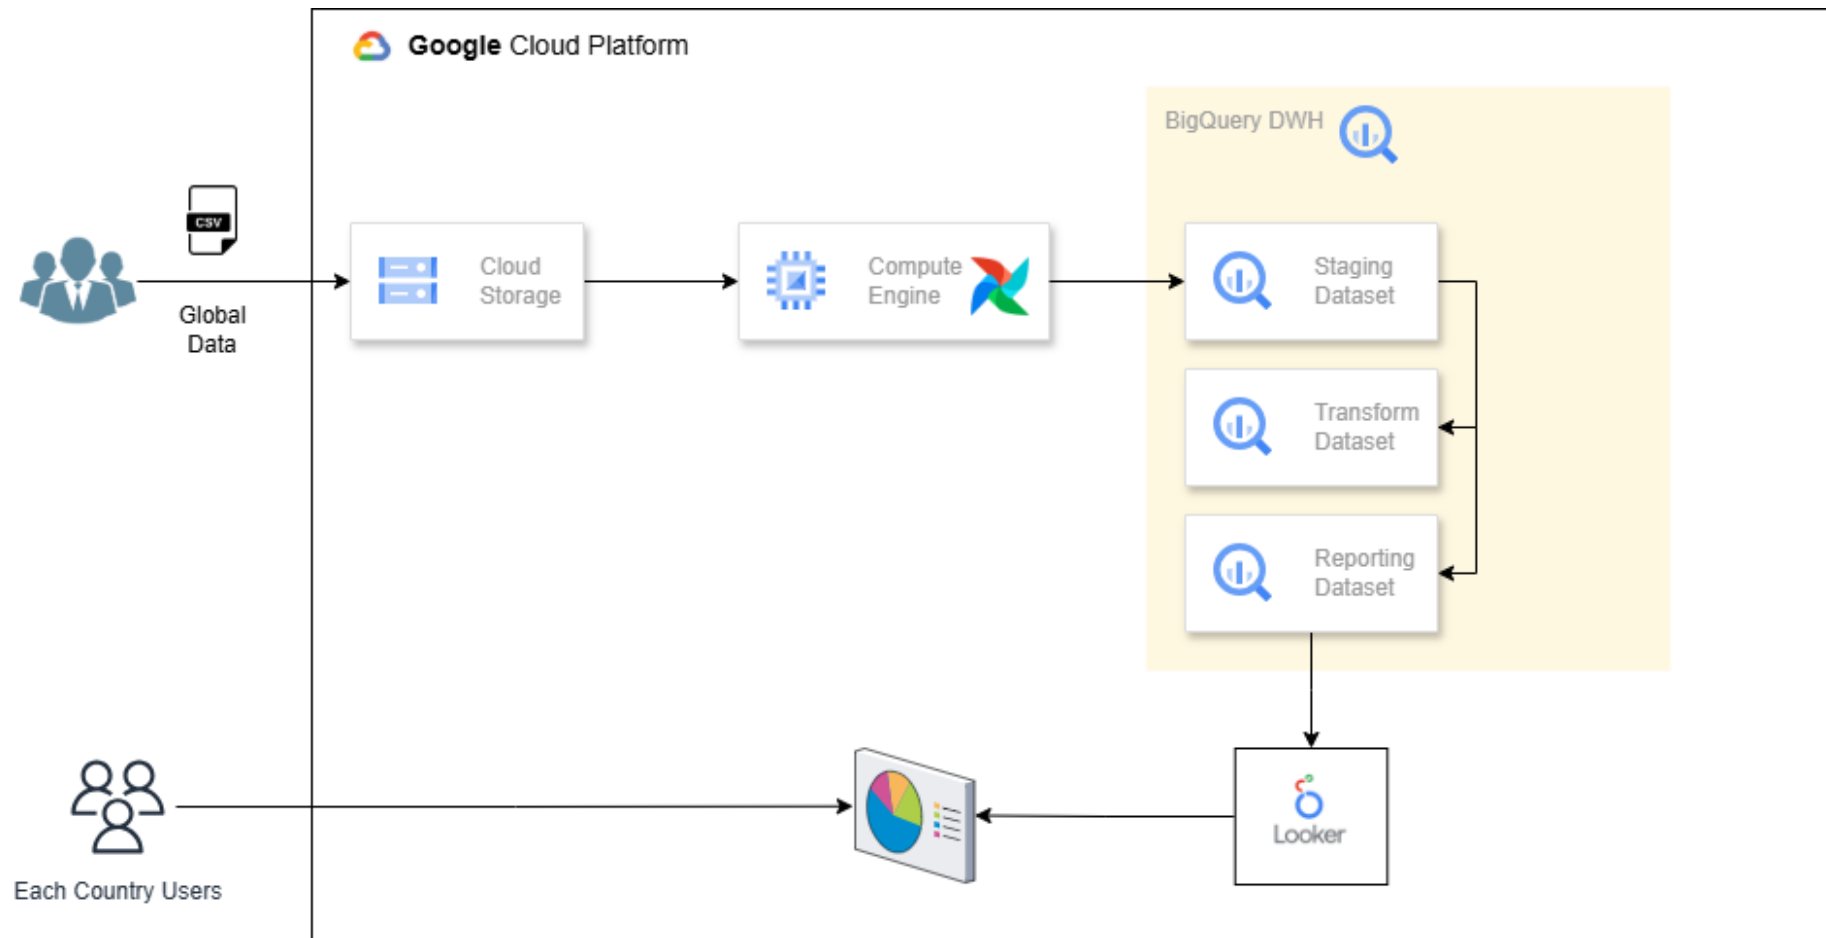 Google Cloud Platform
BigQuery DWH
CSV
Global
Data
Cloud
Storage
Compute
Engine
Staging
Dataset
Transform
Dataset
Reporting
Dataset
Looker
Each Country Users